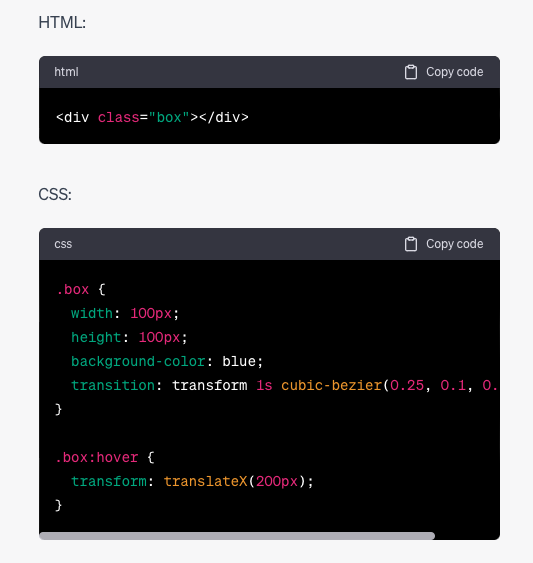 HTML:
html Copy code
<div class="box"></div>
CSS:
css Copy code
.box {
  width: 100px;
  height: 100px;
  background-color: blue;
  transition: transform 1s cubic-bezier(0.25, 0.1, 0.
}
.box:hover {
  transform: translateX(200px);
}